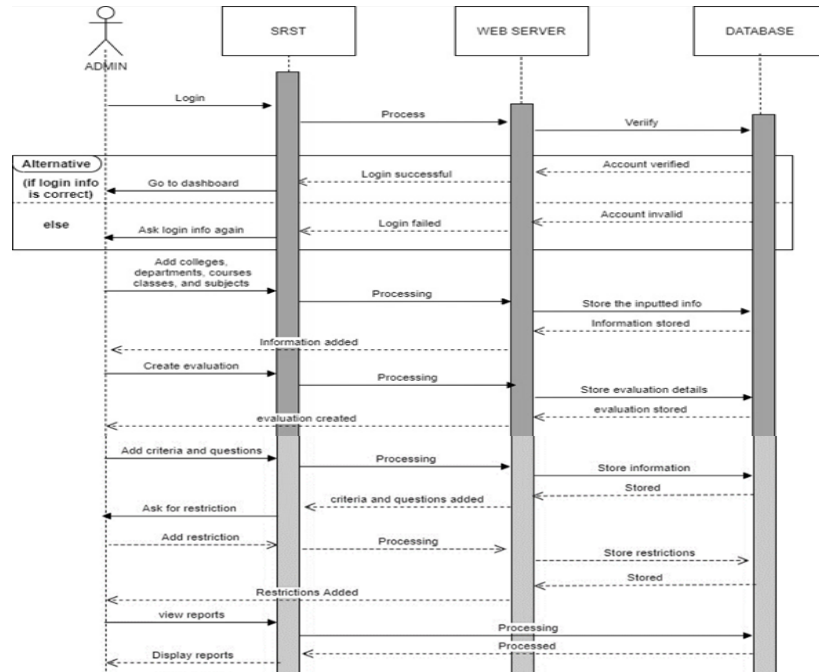 SRST
WEB SERVER
DATABASE
ADMIN
Login
Process
Veriify
Alternative
Account verified
Login successful
(if login info
is correct)
Go to dashboard
Account invalid
else
Login failed
Ask login info again
Add colleges,
departments, courses
classes, and subjects
Processing
Store the inputted info
Information stored
Information added
Create evaluation
Processing
Store evaluation details
evaluation stored
evaluation created
Add criteria and questions
Processing
Store information
Stored
criteria and questions added
Ask for restriction
Add restriction
Processing
Store restrictions
Stored
Restrictions Added
view reports
Processing
Processed
Display reports